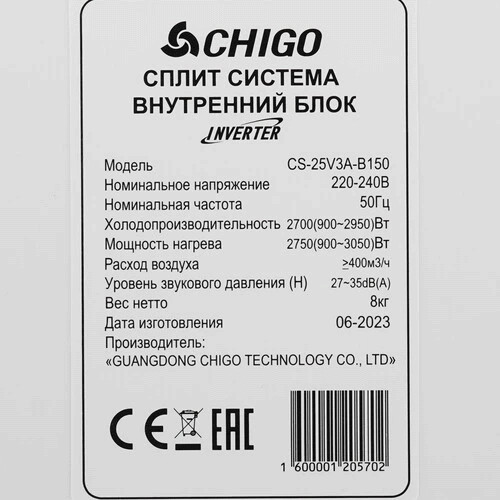 CHIGO
СПЛИТ СИСТЕМА
ВНУТРЕННИЙ БЛОК
INVERTER
Модель CS-25V3A-B150
Номинальное напряжение 220-240В
Номинальная частота 50Гц
Холодопроизводительность 2700(900~2950)Вт
Мощность нагрева 2750(900~3050)Вт
Расход воздуха ≥400м3/ч
Уровень звукового давления (Н) 27~35dB(A)
Вес нетто 8кг
Дата изготовления 06-2023
Производитель:
«GUANGDONG CHIGO TECHNOLOGY CO., LTD»
CE EAC
1 600001 205702